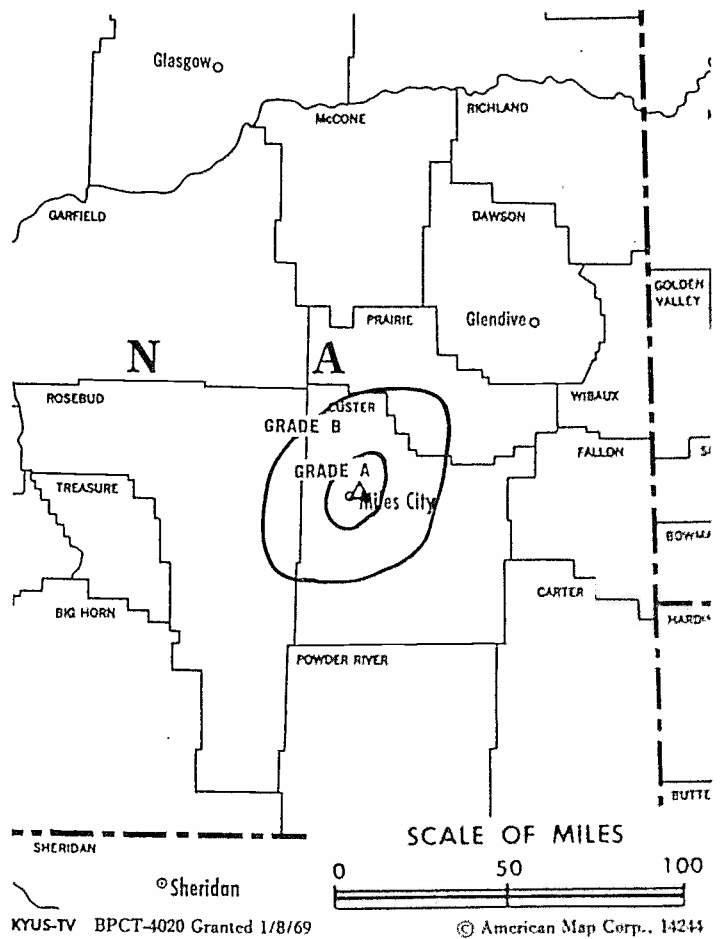 Glasgow
McCONE
RICHLAND
GARFIELD
DAWSON
GOLDEN
VALLEY
PRAIRIE
Glendive
N A
ROSEBUD
WIBAUX
CUSTER
GRADE B
FALLON
GRADE A
TREASURE
Miles City
BOWMA
CARTER
BIG HORN
HARD
POWDER RIVER
BUTTE
SCALE OF MILES
SHERIDAN
0 50 100
Sheridan
KYUS-TV BPCT-4020 Granted 1/8/69
© American Map Corp., 14244